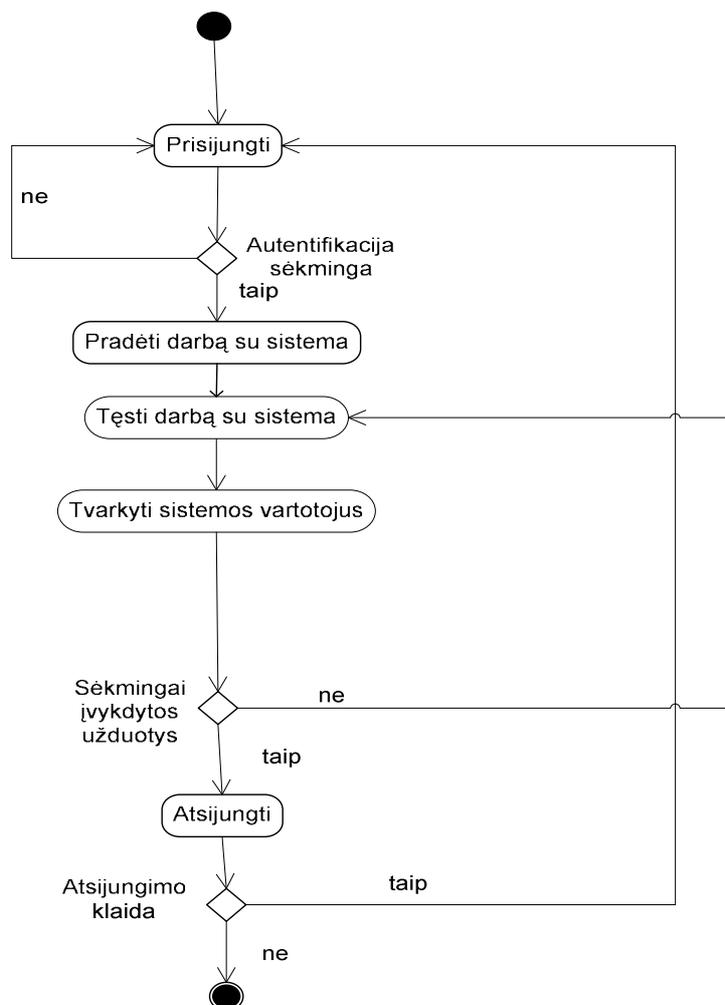 Prisijungti
ne
Autentifikacija
sėkminga
taip
Pradėti darbą su sistema
Tęsti darbą su sistema
Tvarkyti sistemos vartotojus
Sėkmingai
įvykdytos
užduotys
ne
taip
Atsijungti
Atsijungimo
klaida
taip
ne